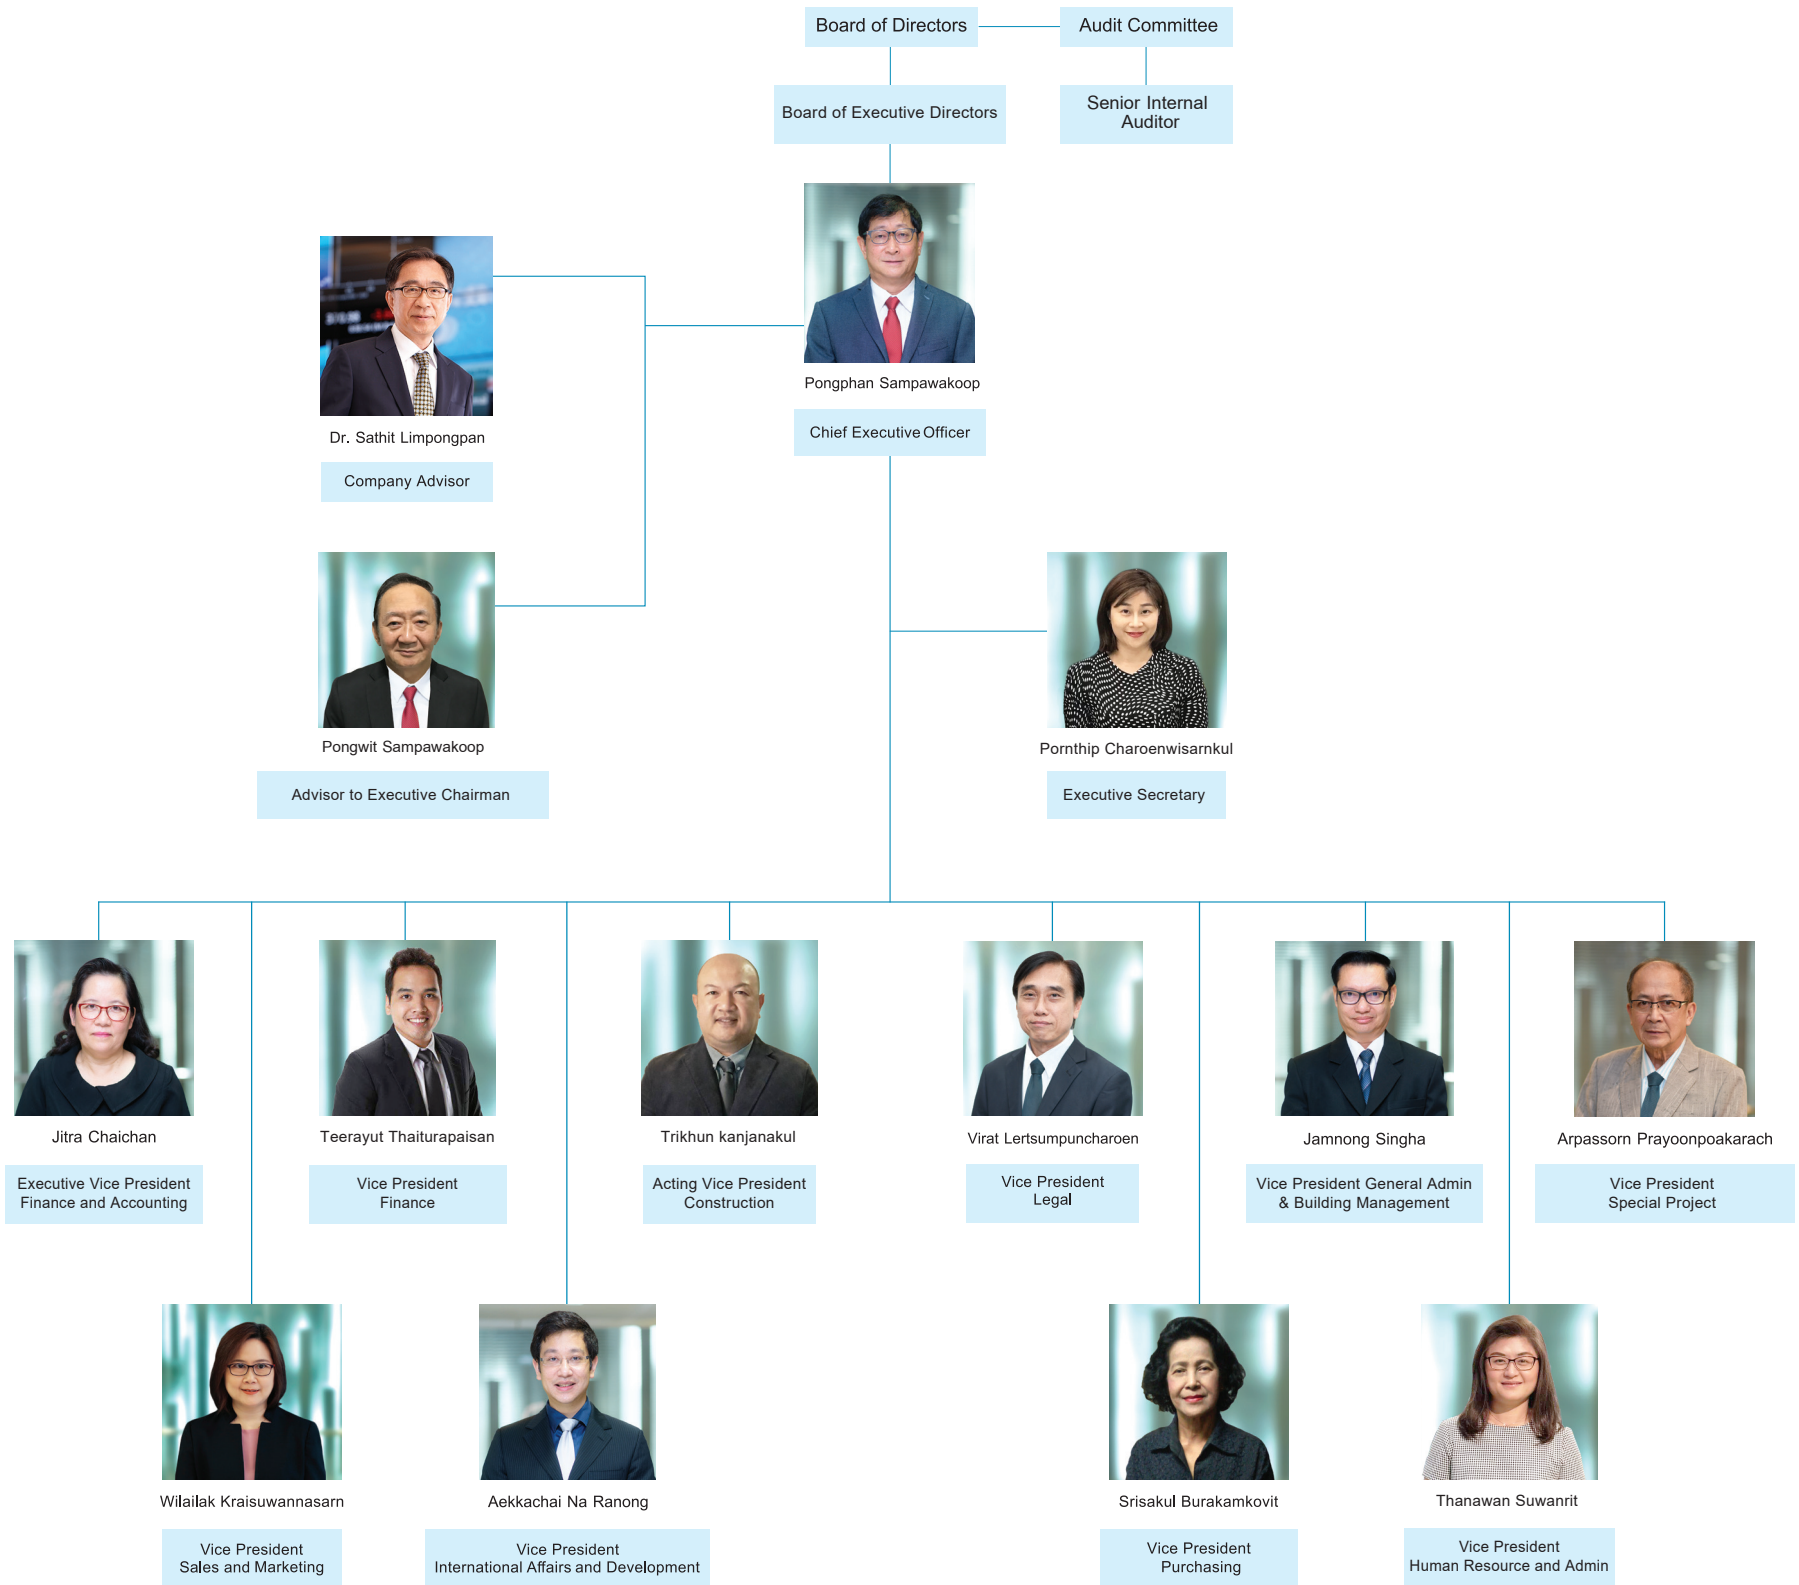 Board of Directors
Audit Committee
Board of Executive Directors
Senior Internal
Auditor
Pongphan Sampawakoop
Chief Executive Officer
Dr. Sathit Limpongpan
Company Advisor
Pongwit Sampawakoop
Advisor to Executive Chairman
Pornthip Charoenwisarnkul
Executive Secretary
Jitra Chaichan
Executive Vice President
Finance and Accounting
Teerayut Thaiturapaisan
Vice President
Finance
Trikhun kanjanakul
Acting Vice President
Construction
Virat Lertsumpuncharoen
Vice President
Legal
Jamnong Singha
Vice President General Admin
& Building Management
Arpassorn Prayoonpoakarach
Vice President
Special Project
Wilailak Kraisuwannasarn
Vice President
Sales and Marketing
Aekkachai Na Ranong
Vice President
International Affairs and Development
Srisakul Burakamkovit
Vice President
Purchasing
Thanawan Suwanrit
Vice President
Human Resource and Admin